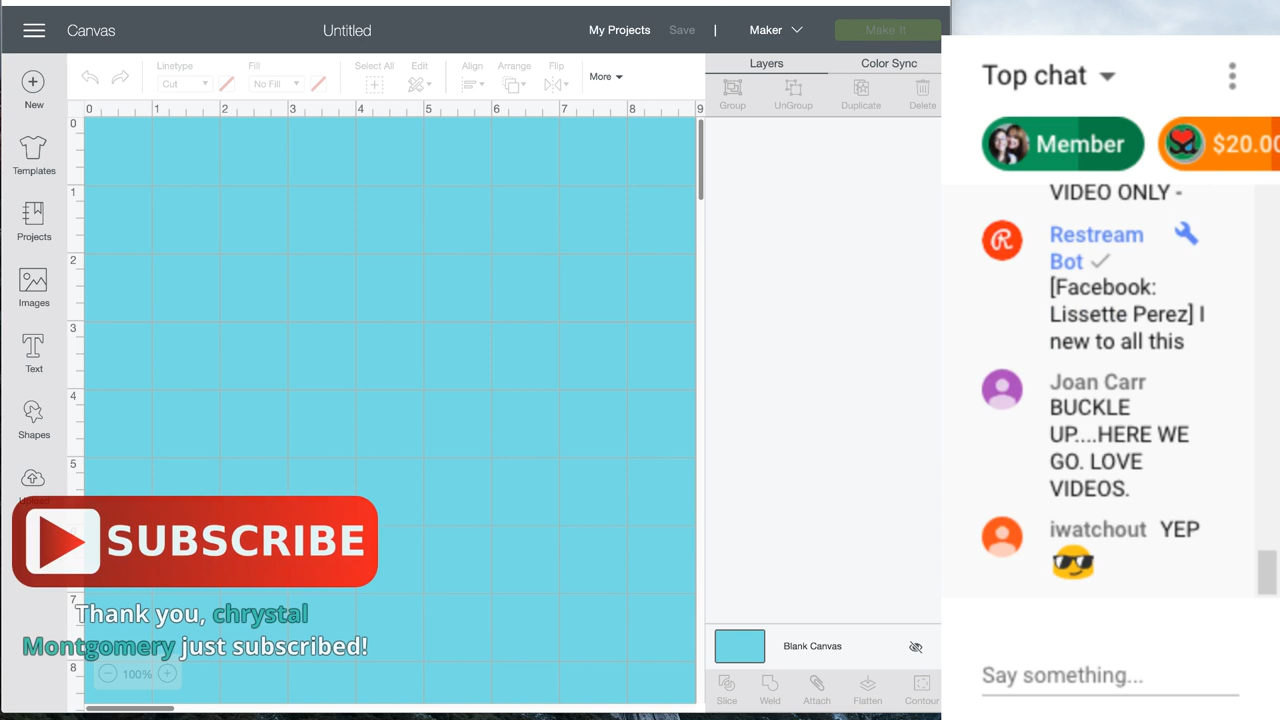 Canvas
Untitled
My Projects
Save
|
Maker
Make It
New
Templates
Projects
Images
Text
Shapes
Linetype
Cut
Fill
No Fill
Select All
Edit
Align
Arrange
Flip
More
0 1 2 3 4 5 6 7 8 9
0
1
2
3
4
5
7
8
SUBSCRIBE
Thank you, chrystal
Montgomery just subscribed!
100%
Layers
Color Sync
Group
UnGroup
Duplicate
Delete
Blank Canvas
Slice
Weld
Attach
Flatten
Contour
Top chat
Member
$20.00
VIDEO ONLY -
Restream
Bot
[Facebook:
Lissette Perez] I
new to all this
Joan Carr
BUCKLE
UP....HERE WE
GO. LOVE
VIDEOS.
iwatchout YEP
Say something...